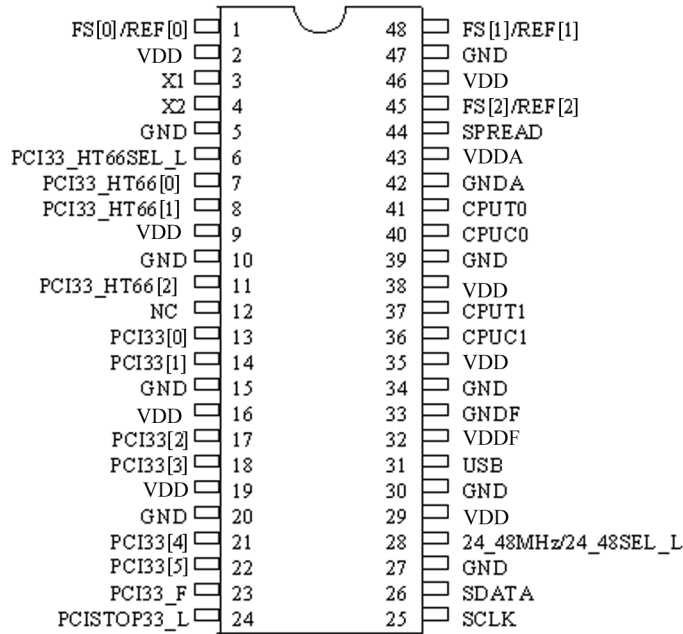 FS[0]/REF[0] 1 48 FS[1]/REF[1]
VDD 2 47 GND
X1 3 46 VDD
X2 4 45 FS[2]/REF[2]
GND 5 44 SPREAD
PCI33_HT66SEL_L 6 43 VDDA
PCI33_HT66[0] 7 42 GNDA
PCI33_HT66[1] 8 41 CPUT0
VDD 9 40 CPUC0
GND 10 39 GND
PCI33_HT66[2] 11 38 VDD
NC 12 37 CPUT1
PCI33[0] 13 36 CPUC1
PCI33[1] 14 35 VDD
GND 15 34 GND
VDD 16 33 GNDF
PCI33[2] 17 32 VDDF
PCI33[3] 18 31 USB
VDD 19 30 GND
GND 20 29 VDD
PCI33[4] 21 28 24_48MHz/24_48SEL_L
PCI33[5] 22 27 GND
PCI33_F 23 26 SDATA
PCISTOP33_L 24 25 SCLK